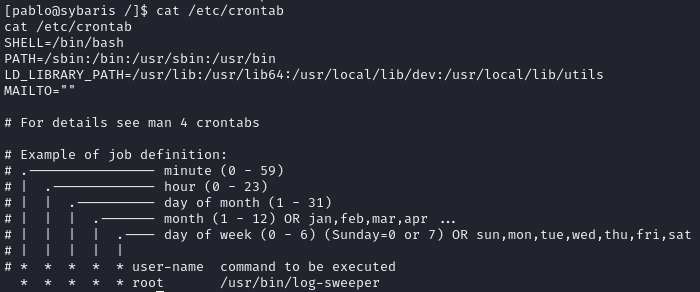 [pablo@sybaris /]$ cat /etc/crontab
cat /etc/crontab
SHELL=/bin/bash
PATH=/sbin:/bin:/usr/sbin:/usr/bin
LD_LIBRARY_PATH=/usr/lib:/usr/lib64:/usr/local/lib/dev:/usr/local/lib/utils
MAILTO=""

# For details see man 4 crontabs

# Example of job definition:
# .---------------- minute (0 - 59)
# |  .------------- hour (0 - 23)
# |  |  .---------- day of month (1 - 31)
# |  |  |  .------- month (1 - 12) OR jan,feb,mar,apr ...
# |  |  |  |  .---- day of week (0 - 6) (Sunday=0 or 7) OR sun,mon,tue,wed,thu,fri,sat
# |  |  |  |  |
# *  *  *  *  * user-name  command to be executed
  *  *  *  *  * root       /usr/bin/log-sweeper